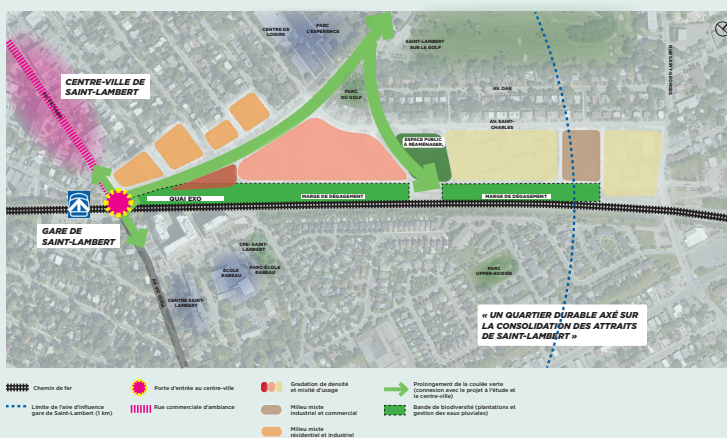 CENTRE DE
LOISIRS
PARC
L'ESPÉRANCE
SAINT-LAMBERT
SUR LE GOLF
RUE SAINT-GEORGES
CENTRE-VILLE DE
SAINT-LAMBERT
PARC
DU GOLF
AV. OAK
AV. SAINT-
CHARLES
ESPACE PUBLIC
À RÉAMÉNAGER
QUAI EXO
MARGE DE DÉGAGEMENT
MARGE DE DÉGAGEMENT
GARE DE
SAINT-LAMBERT
AV. VICTORIA
CPE- SAINT-
LAMBERT
ÉCOLE
RABEAU
PARC-ÉCOLE
RABEAU
CENTRE SAINT-
LAMBERT
PARC
UPPER-EDISON
« UN QUARTIER DURABLE AXÉ SUR
LA CONSOLIDATION DES ATTRAITS
DE SAINT-LAMBERT »
Chemin de fer
Limite de l'aire d'influence
gare de Saint-Lambert (1 km)
Porte d'entrée au centre-ville
Rue commerciale d'ambiance
Gradation de densité
et mixité d'usage
Milieu mixte
industriel et commercial
Milieu mixte
résidentiel et industriel
Prolongement de la coulée verte
(connexion avec le projet à l'étude et
le centre-ville)
Bande de biodiversité (plantations et
gestion des eaux pluviales)